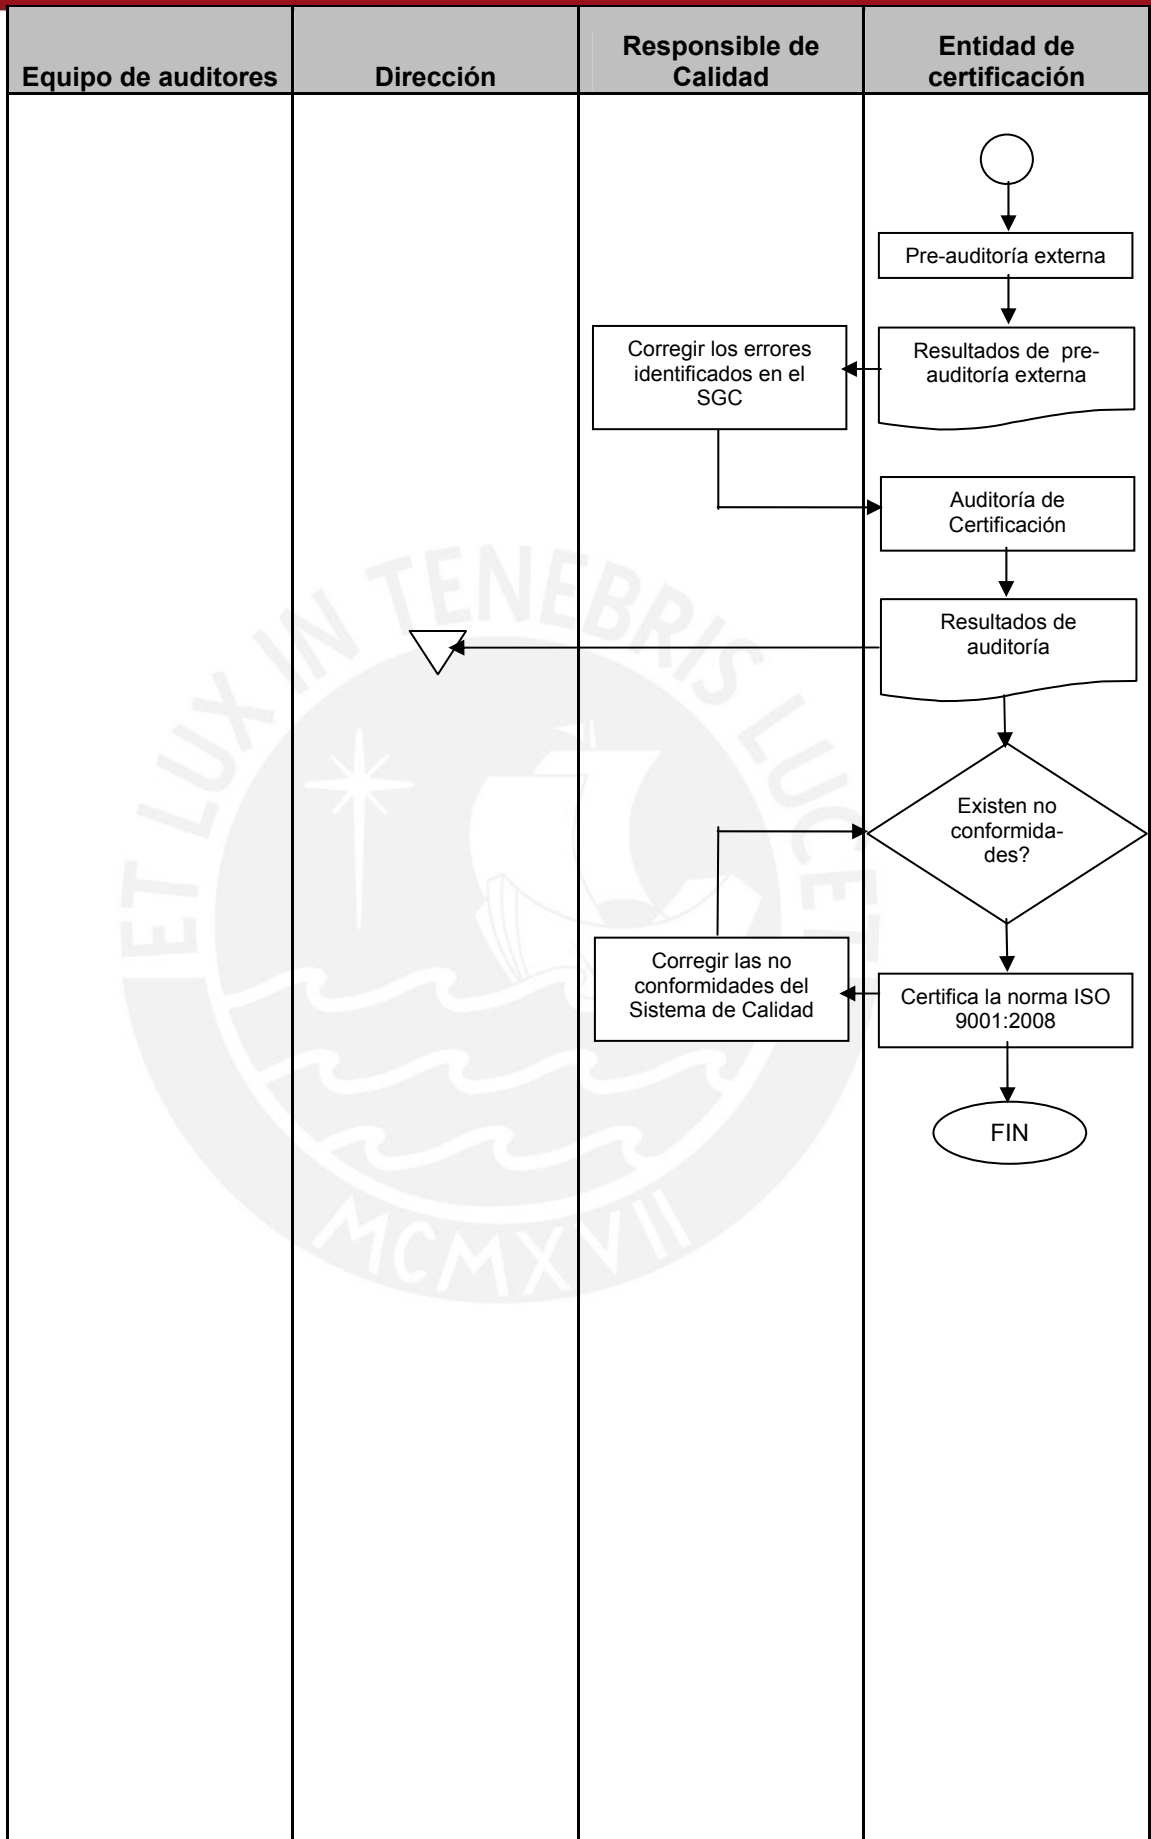 Equipo de auditores
Dirección
Responsible de
Calidad
Entidad de
certificación
Pre-auditoría externa
Corregir los errores
identificados en el
SGC
Resultados de  pre-
auditoría externa
Auditoría de
Certificación
Resultados de
auditoría
Existen no
conformida-
des?
Corregir las no
conformidades del
Sistema de Calidad
Certifica la norma ISO
9001:2008
FIN
ET LUX IN TENEBRIS LUCET
MCMXVII